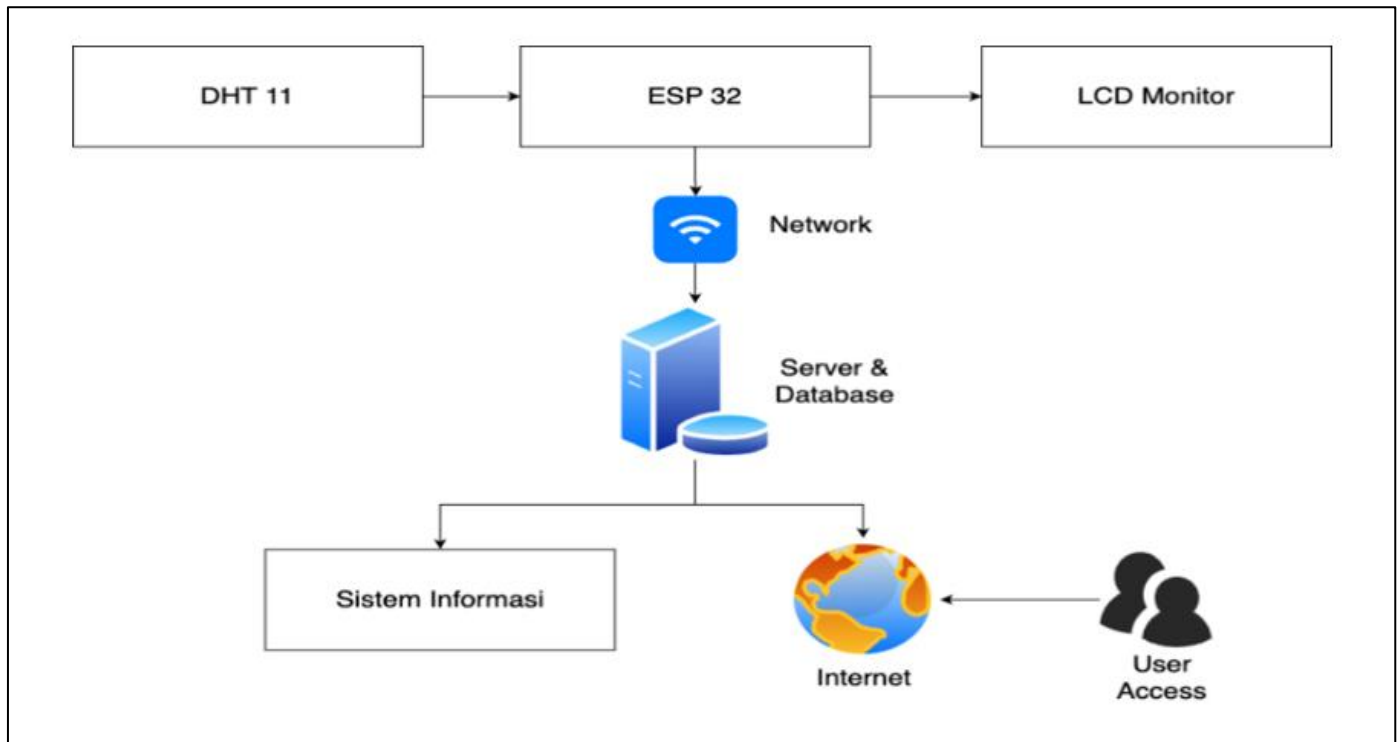 DHT 11
ESP 32
LCD Monitor
Network
Server &
Database
Sistem Informasi
Internet
User
Access